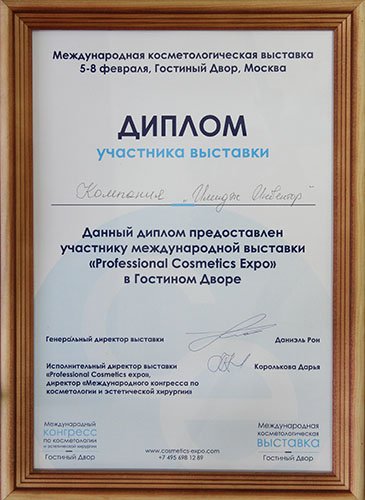 Международная косметологическая выставка
5-8 февраля, Гостиный Двор, Москва
ДИПЛОМ
участника выставки
Компания „Имидж Инвентор"
Данный диплом предоставлен
участнику международной выставки
«Professional Cosmetics Expo»
в Гостином Дворе
Генеральный директор выставки
Даниэль Рон
Исполнительный директор выставки
«Professional Cosmetics expo»,
директор «Международного конгресса по
косметологии и эстетической хирургии»
Королькова Дарья
Международный
КОНГРЕСС
по косметологии
и эстетической хирургии
Гостиный Двор
www.cosmetics-expo.com
+7 495 698 12 89
Международная
косметологическая
ВЫСТАВКА
Гостиный Двор